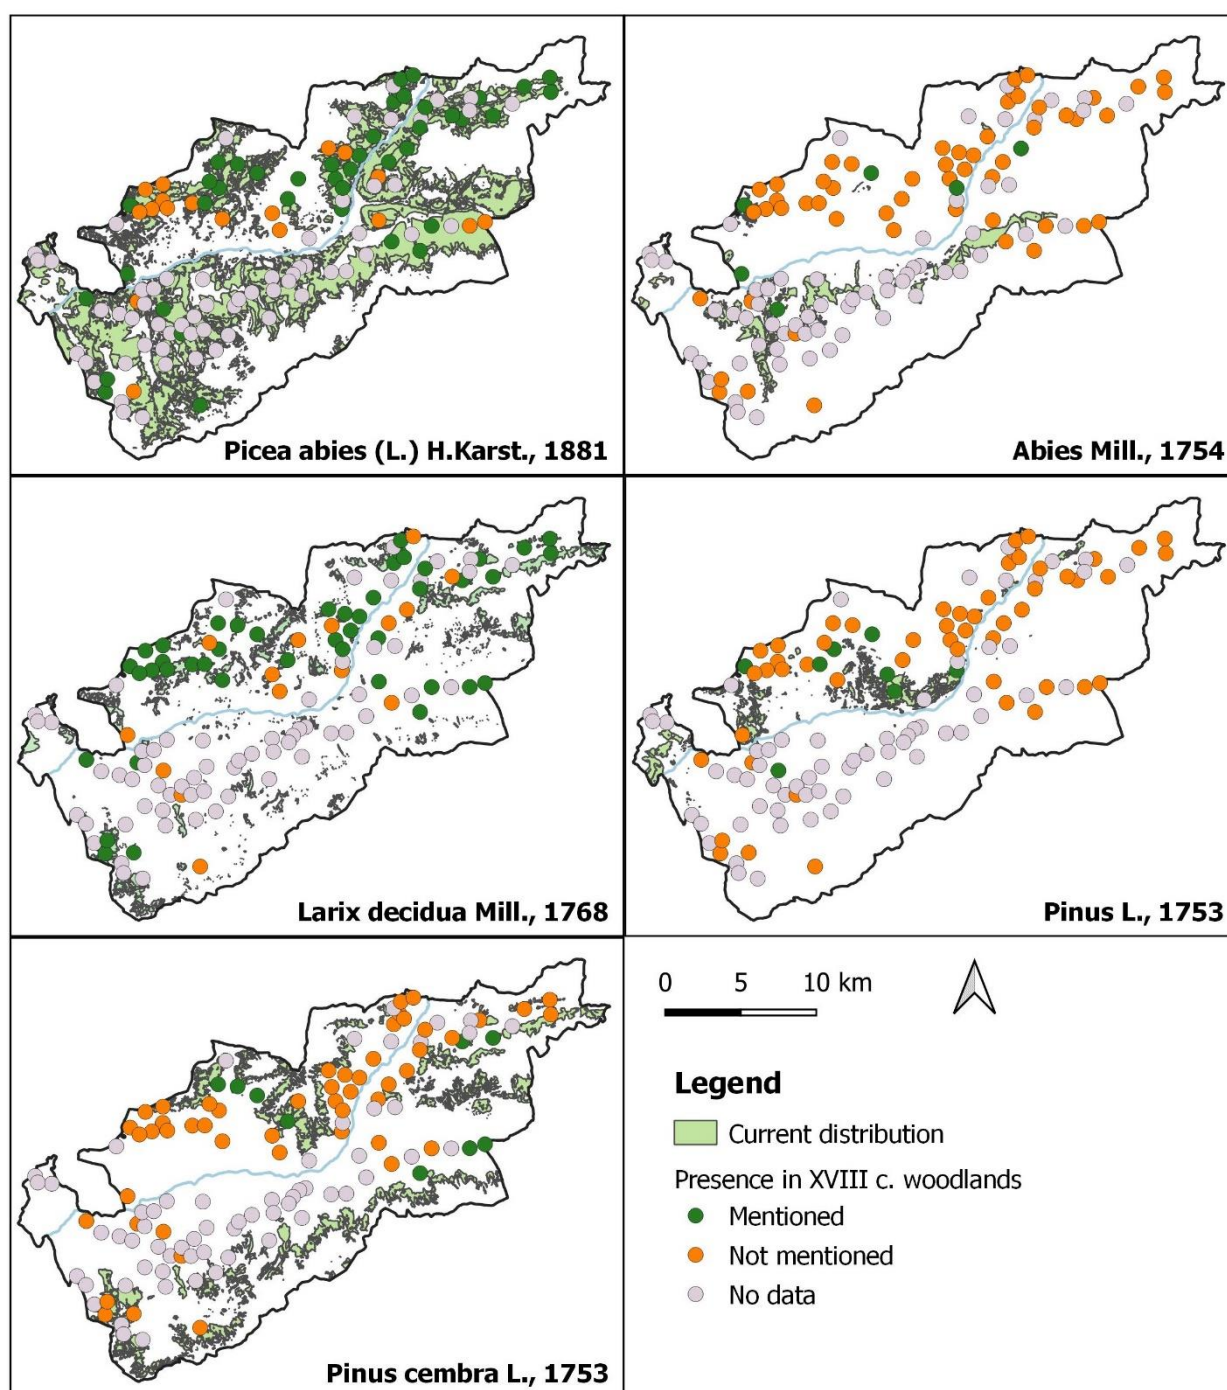 Picea abies (L.) H.Karst., 1881
Abies Mill., 1754
Larix decidua Mill., 1768
Pinus L., 1753
Pinus cembra L., 1753
0 5 10 km
Legend
Current distribution
Presence in XVIII c. woodlands
Mentioned
Not mentioned
No data